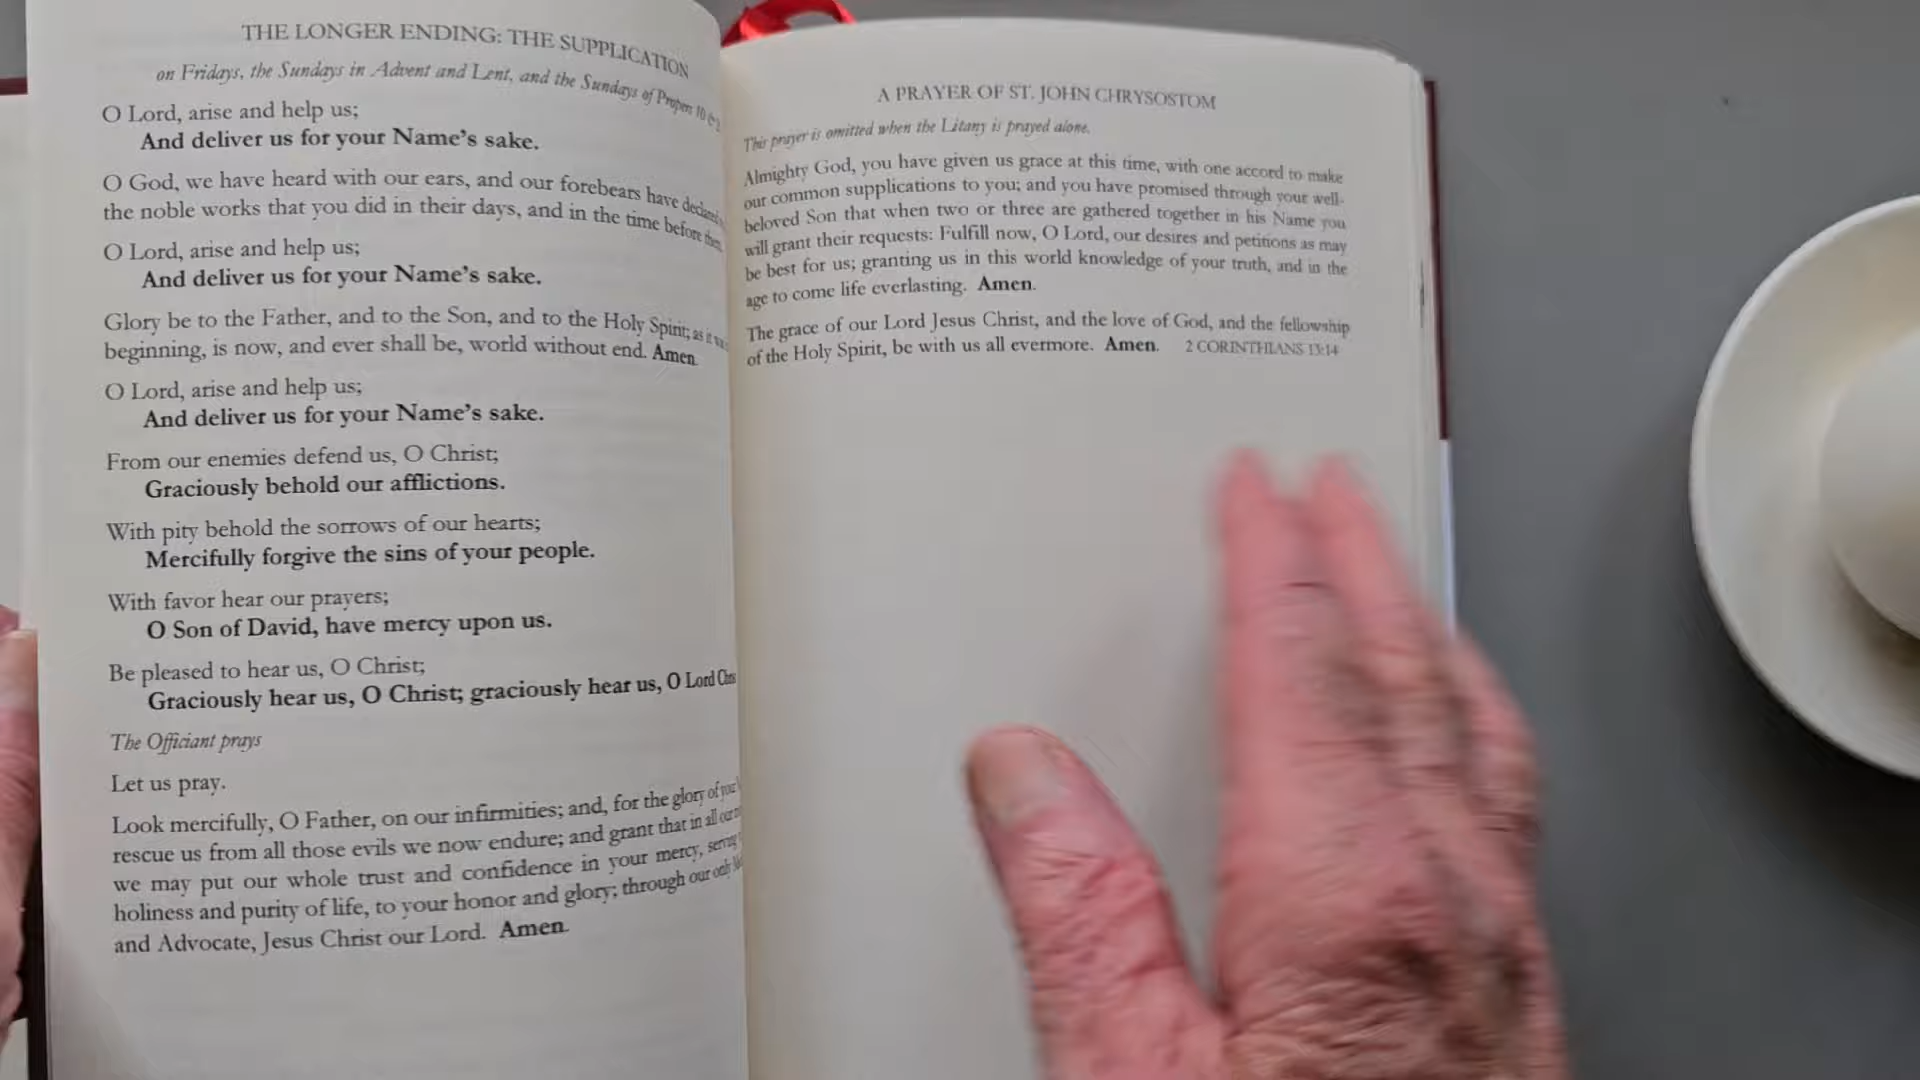 THE LONGER ENDING: THE SUPPLICATION
on Fridays, the Sundays in Advent and Lent, and the Sundays of Propers 10 &
O Lord, arise and help us;
And deliver us for your Name's sake.
O God, we have heard with our ears, and our forebears have declared
the noble works that you did in their days, and in the time before them.
O Lord, arise and help us;
And deliver us for your Name's sake.
Glory be to the Father, and to the Son, and to the Holy Spirit; as it was
beginning, is now, and ever shall be, world without end. Amen.
O Lord, arise and help us;
And deliver us for your Name's sake.
From our enemies defend us, O Christ;
Graciously behold our afflictions.
With pity behold the sorrows of our hearts;
Mercifully forgive the sins of your people.
With favor hear our prayers;
O Son of David, have mercy upon us.
Be pleased to hear us, O Christ;
Graciously hear us, O Christ; graciously hear us, O Lord
The Officiant prays
Let us pray.
Look mercifully, O Father, on our infirmities; and, for the glory of your
rescue us from all those evils we now endure; and grant that in all our
we may put our whole trust and confidence in your mercy, serving
holiness and purity of life, to your honor and glory; through our only
and Advocate, Jesus Christ our Lord. Amen.
A PRAYER OF ST. JOHN CHRYSOSTOM
This prayer is omitted when the Litany is prayed alone.
Almighty God, you have given us grace at this time, with one accord to make
our common supplications to you; and you have promised through your well-
beloved Son that when two or three are gathered together in his Name you
will grant their requests: Fulfill now, O Lord, our desires and petitions as may
be best for us; granting us in this world knowledge of your truth, and in the
age to come life everlasting. Amen.
The grace of our Lord Jesus Christ, and the love of God, and the fellowship
of the Holy Spirit, be with us all evermore. Amen. 2 CORINTHIANS 13:14